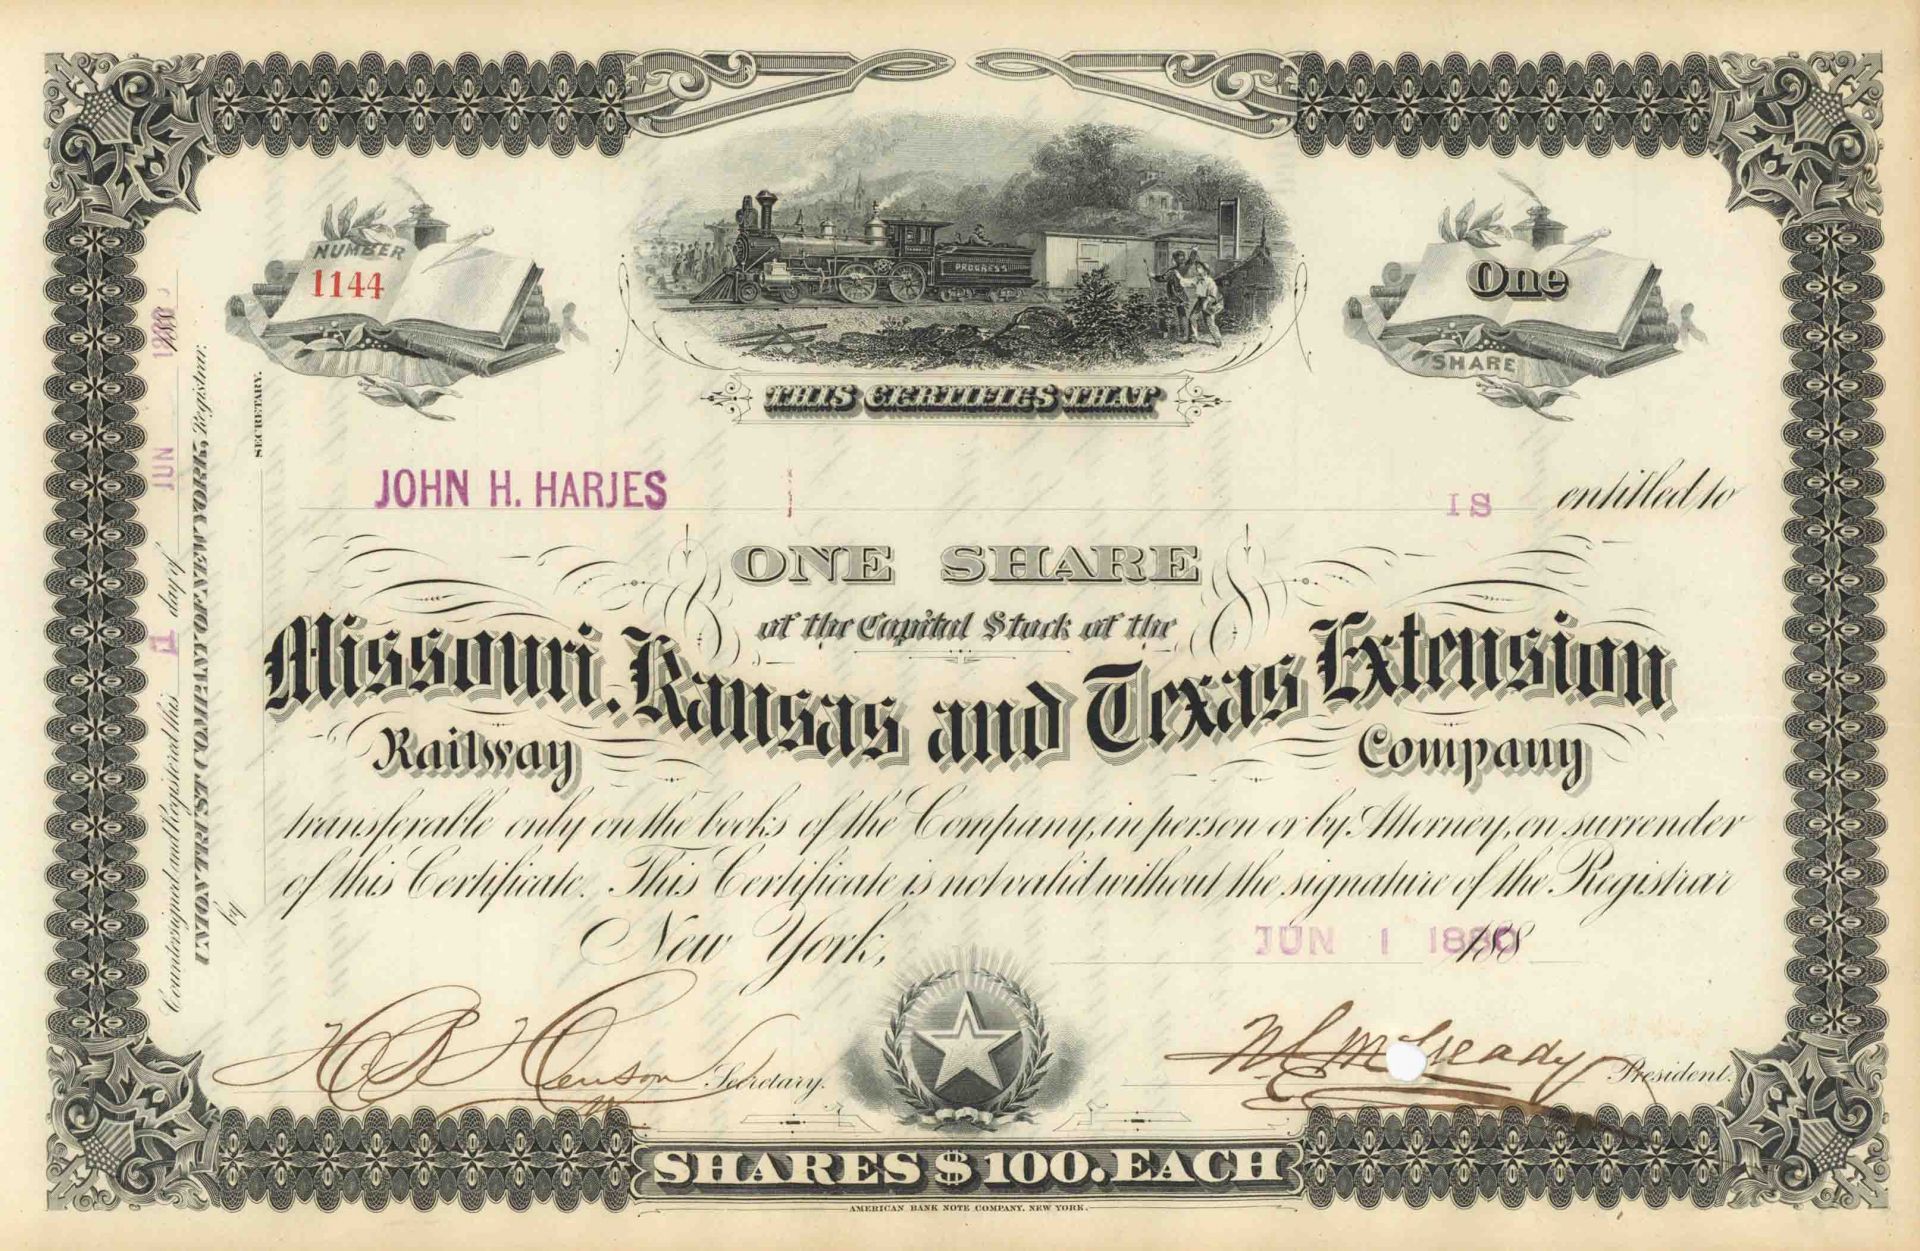 NUMBER
1144
PROGRESS
One
SHARE
THIS CERTIFIES THAT
JOHN H. HARJES IS entitled to
ONE SHARE
of the Capital Stock of the
Missouri, Kansas and Texas Extension
Railway Company
transferable only on the books of the Company, in person or by Attorney, on surrender
of this Certificate. This Certificate is not valid without the signature of the Registrar
New York, JUN 1 1880 188
Secretary.
President.
SHARES $100. EACH
AMERICAN BANK NOTE COMPANY, NEW YORK.
Countersigned and Registered this 11 day of JUN 188
UNION TRUST COMPANY OF NEW YORK, Registrar.
by SECRETARY.